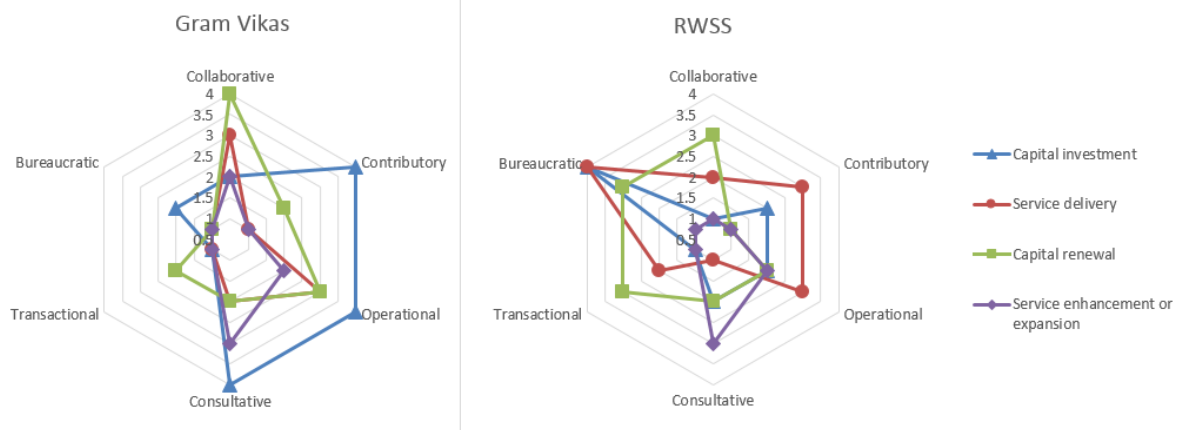 Gram Vikas
Collaborative
4
3.5
3
2.5
2
1.5
1
0.5
Bureaucratic
Contributory
Transactional
Operational
Consultative
RWSS
Collaborative
4
3.5
3
2.5
2
1.5
1
0.5
Bureaucratic
Contributory
Transactional
Operational
Consultative
Capital investment
Service delivery
Capital renewal
Service enhancement or
expansion